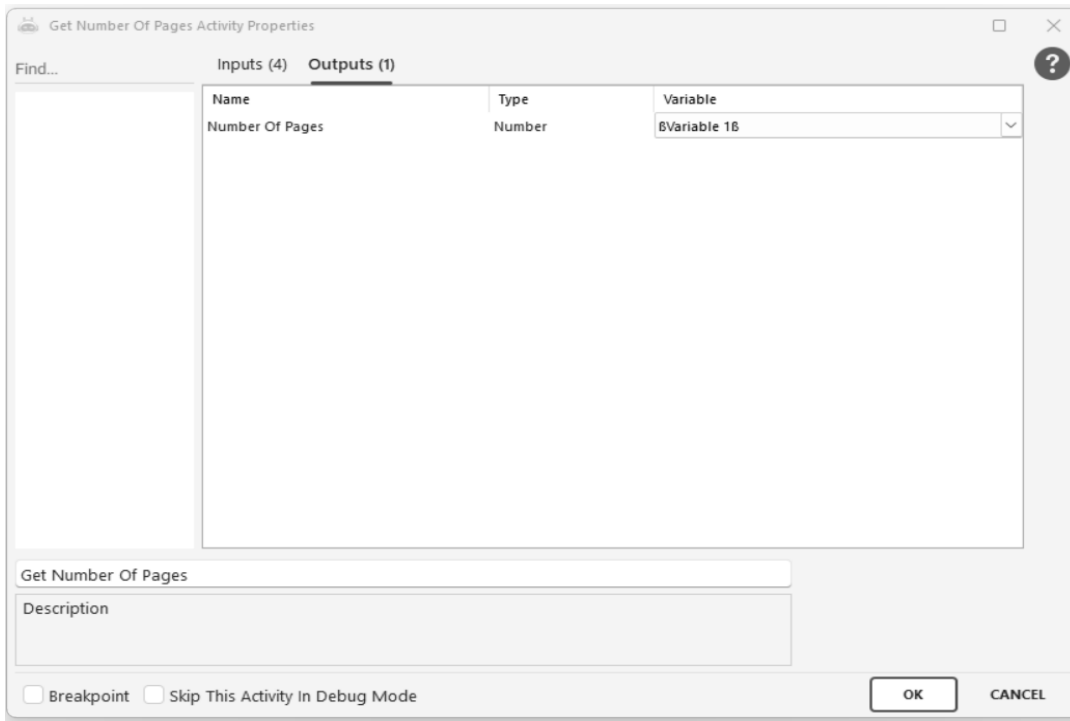 Get Number Of Pages Activity Properties
Find...
Inputs (4) Outputs (1)
?
Name Type Variable
Number Of Pages Number ßVariable 1ß
Get Number Of Pages
Description
Breakpoint Skip This Activity In Debug Mode
OK CANCEL